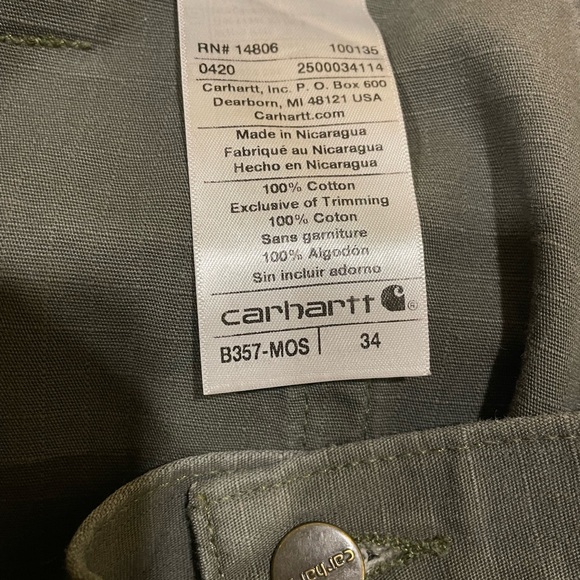 RN# 14806 100135
0420 2500034114
Carhartt, Inc. P. O. Box 600
Dearborn, MI 48121 USA
Carhartt.com
Made in Nicaragua
Fabriqué au Nicaragua
Hecho en Nicaragua
100% Cotton
Exclusive of Trimming
100% Coton
Sans garniture
100% Algodón
Sin incluir adorno
carhartt ®
B357-MOS 34
carhartt